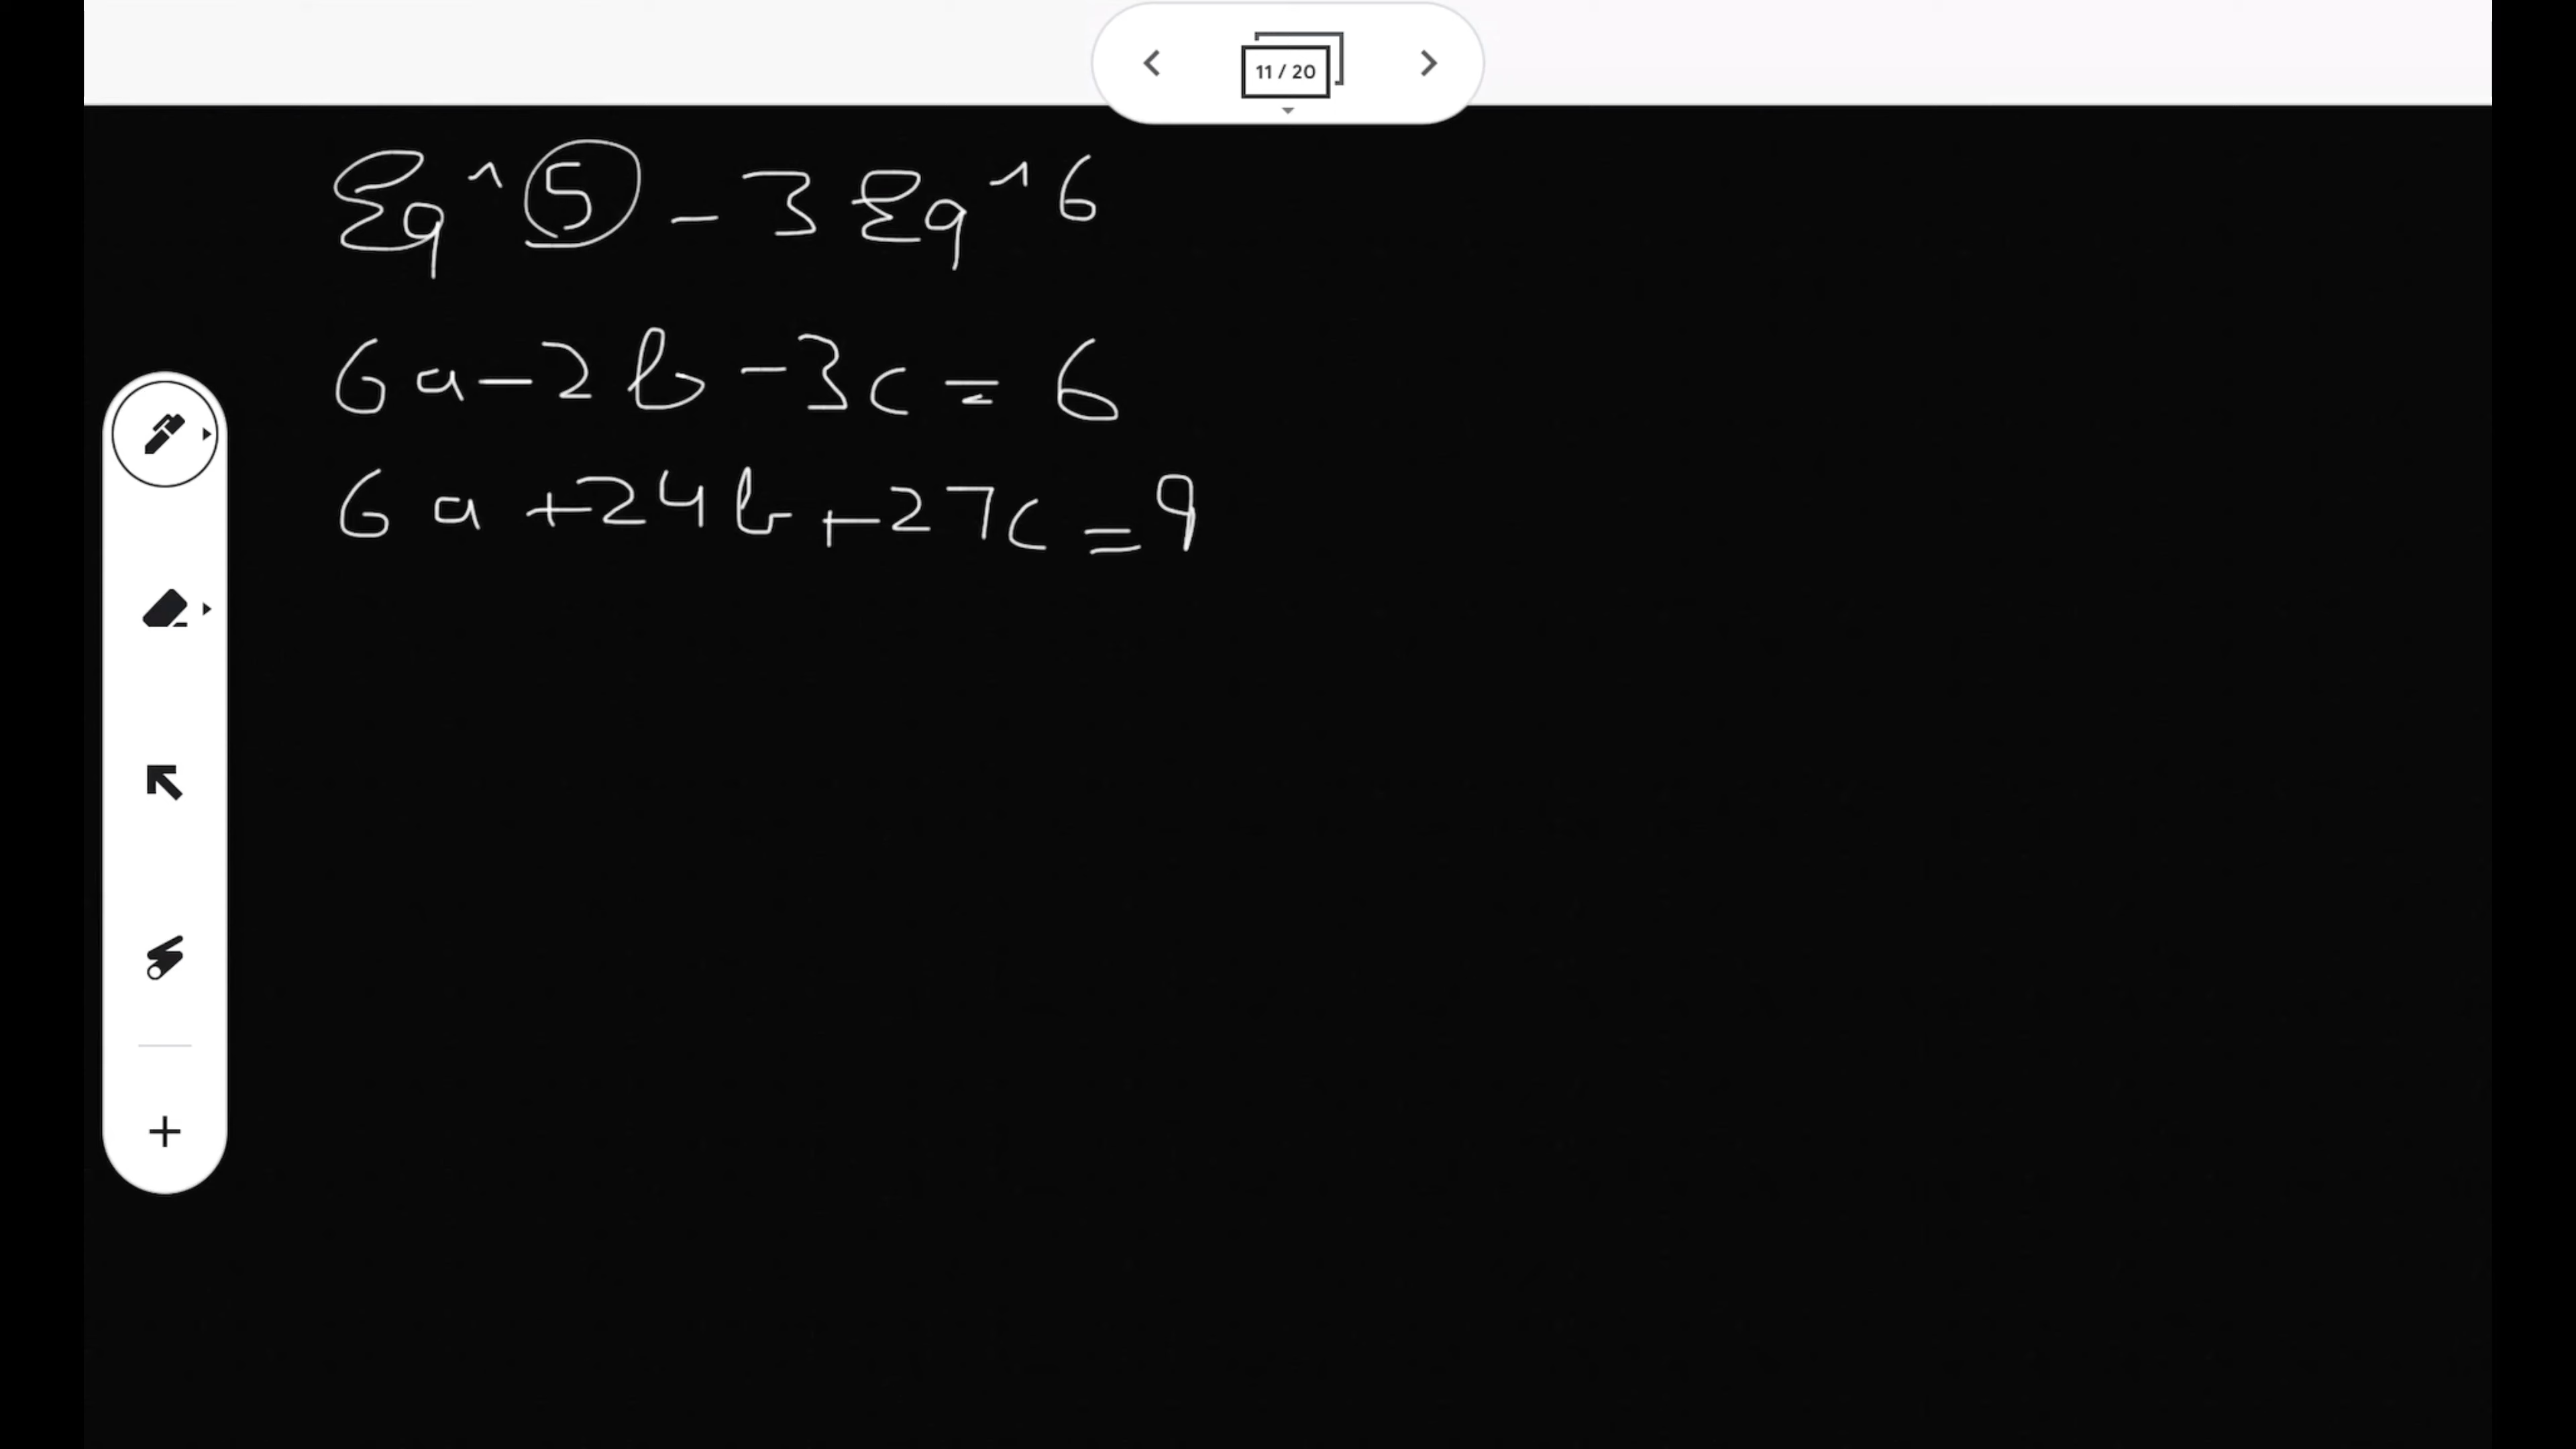 11 / 20
Eq^n 5 - 3 Eq^n 6
6a - 2b - 3c = 6
6a + 24b + 27c = 9